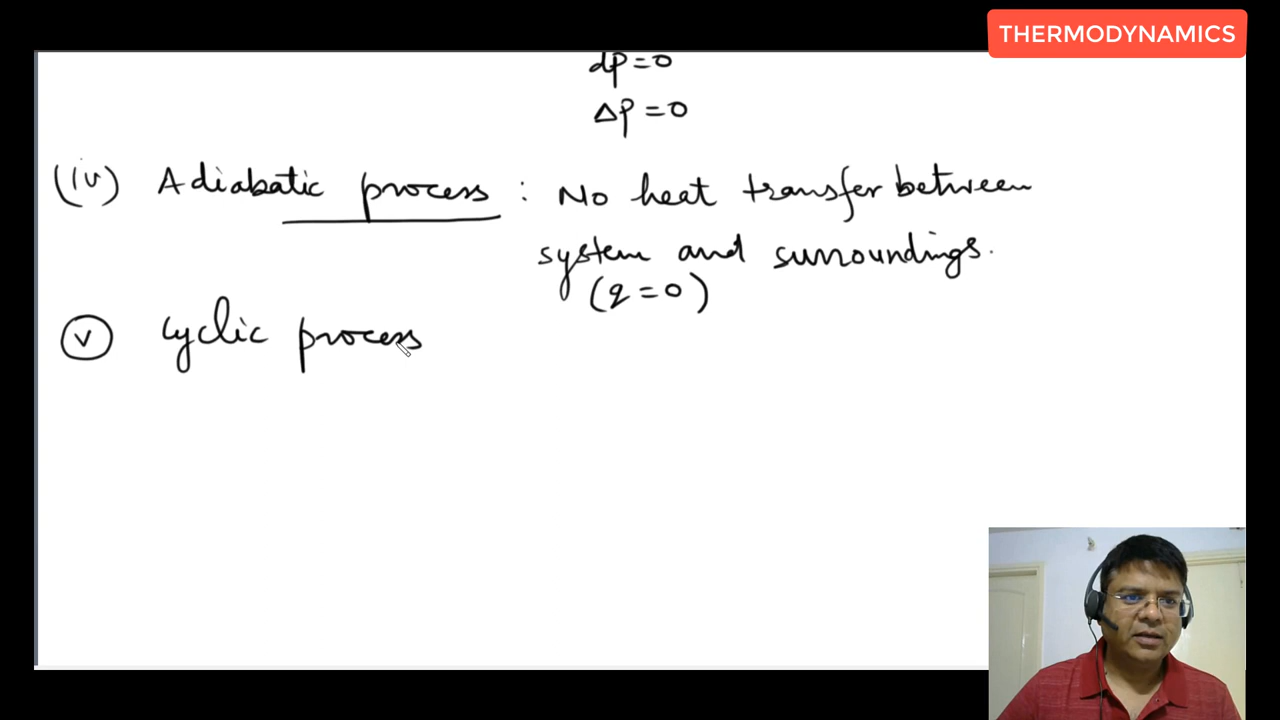 THERMODYNAMICS
dp=0
Δp=0
(iv) Adiabatic process : No heat transfer between
system and surroundings.
(q=0)
(v) cyclic process